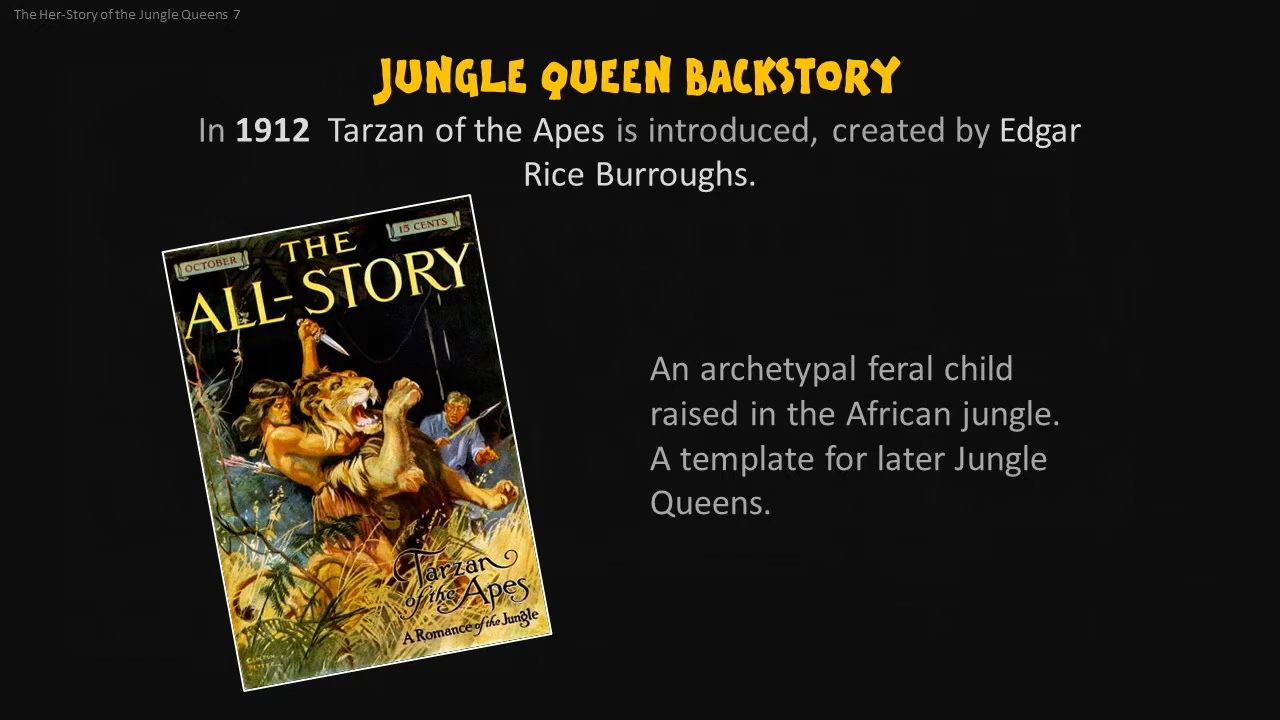 The Her-Story of the Jungle Queens 7
JUNGLE QUEEN BACKSTORY
In 1912 Tarzan of the Apes is introduced, created by Edgar
Rice Burroughs.
OCTOBER
15 CENTS
THE
ALL-STORY
Tarzan
of the Apes
A Romance of the Jungle
CLINTON
An archetypal feral child
raised in the African jungle.
A template for later Jungle
Queens.